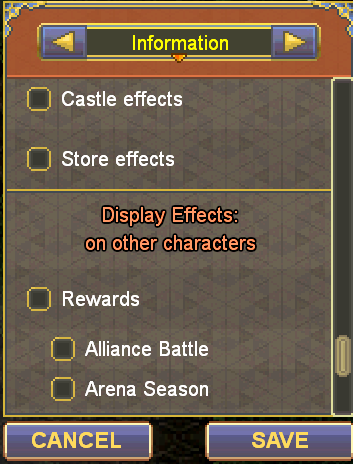 Information
Castle effects
Store effects
Display Effects:
on other characters
Rewards
Alliance Battle
Arena Season
CANCEL SAVE